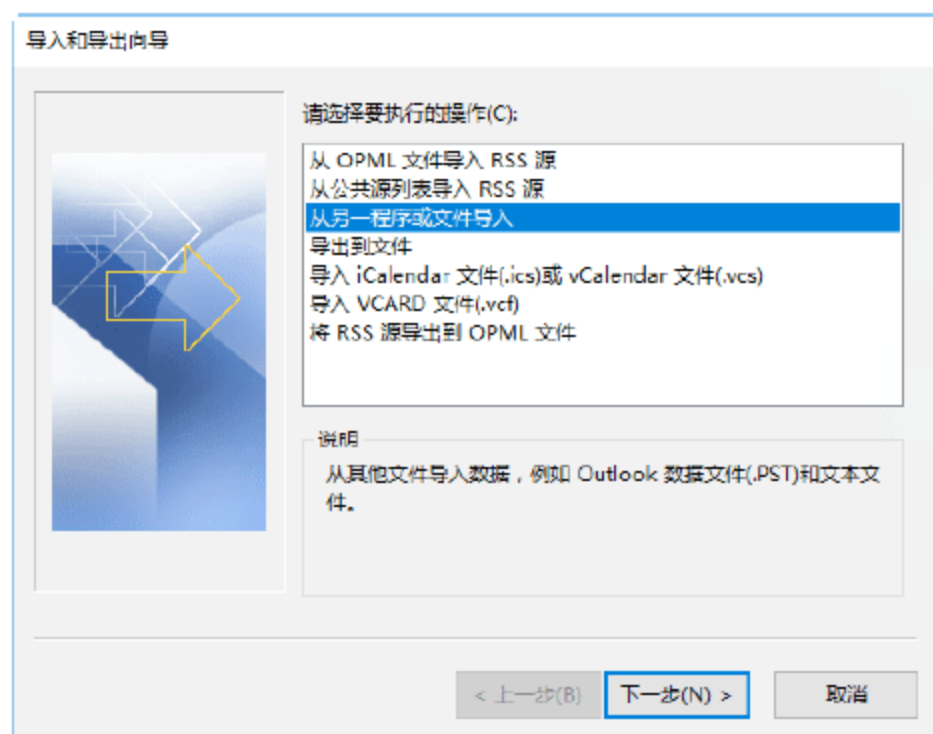 导入和导出向导
请选择要执行的操作(C):
从 OPML 文件导入 RSS 源
从公共源列表导入 RSS 源
从另一程序或文件导入
导出到文件
导入 iCalendar 文件(.ics)或 vCalendar 文件(.vcs)
导入 VCARD 文件(.vcf)
将 RSS 源导出到 OPML 文件
说明
从其他文件导入数据，例如 Outlook 数据文件(.PST)和文本文
件。
< 上一步(B)
下一步(N) >
取消